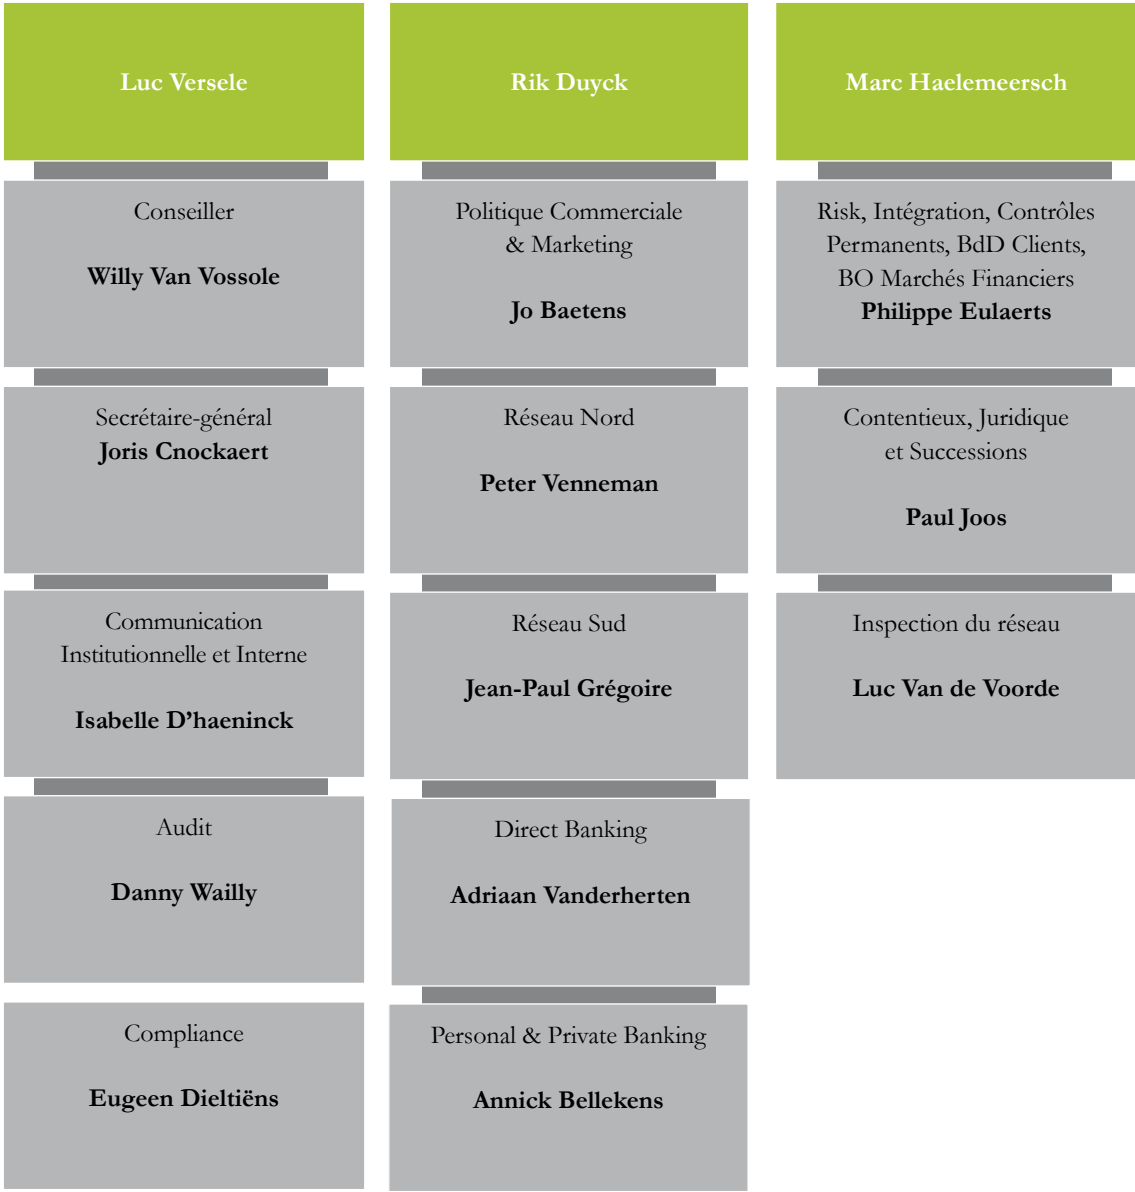 Luc Versele
Conseiller
Willy Van Vossole
Secrétaire-général
Joris Cnockaert
Communication
Institutionnelle et Interne
Isabelle D’haeninck
Audit
Danny Wailly
Compliance
Eugeen Dieltiëns
Rik Duyck
Politique Commerciale
& Marketing
Jo Baetens
Réseau Nord
Peter Venneman
Réseau Sud
Jean-Paul Grégoire
Direct Banking
Adriaan Vanderherten
Personal & Private Banking
Annick Bellekens
Marc Haelemeersch
Risk, Intégration, Contrôles
Permanents, BdD Clients,
BO Marchés Financiers
Philippe Eulaerts
Contentieux, Juridique
et Successions
Paul Joos
Inspection du réseau
Luc Van de Voorde